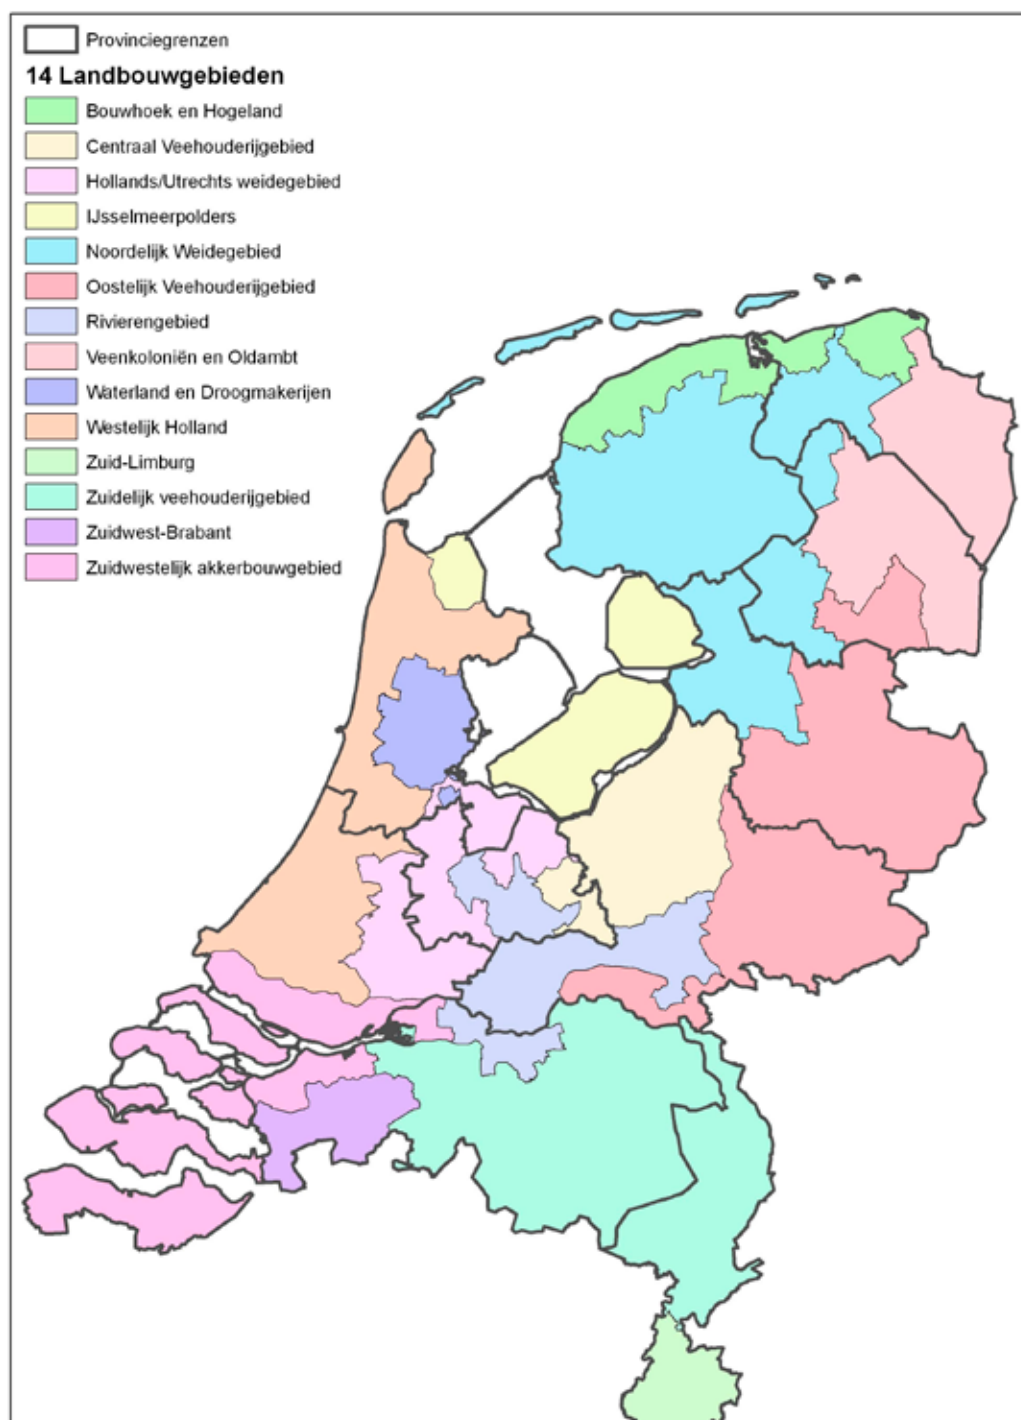 Provinciegrenzen
14 Landbouwgebieden
Bouwhoek en Hogeland
Centraal Veehouderijgebied
Hollands/Utrechts weidegebied
IJsselmeerpolders
Noordelijk Weidegebied
Oostelijk Veehouderijgebied
Rivierengebied
Veenkoloniën en Oldambt
Waterland en Droogmakerijen
Westelijk Holland
Zuid-Limburg
Zuidelijk veehouderijgebied
Zuidwest-Brabant
Zuidwestelijk akkerbouwgebied